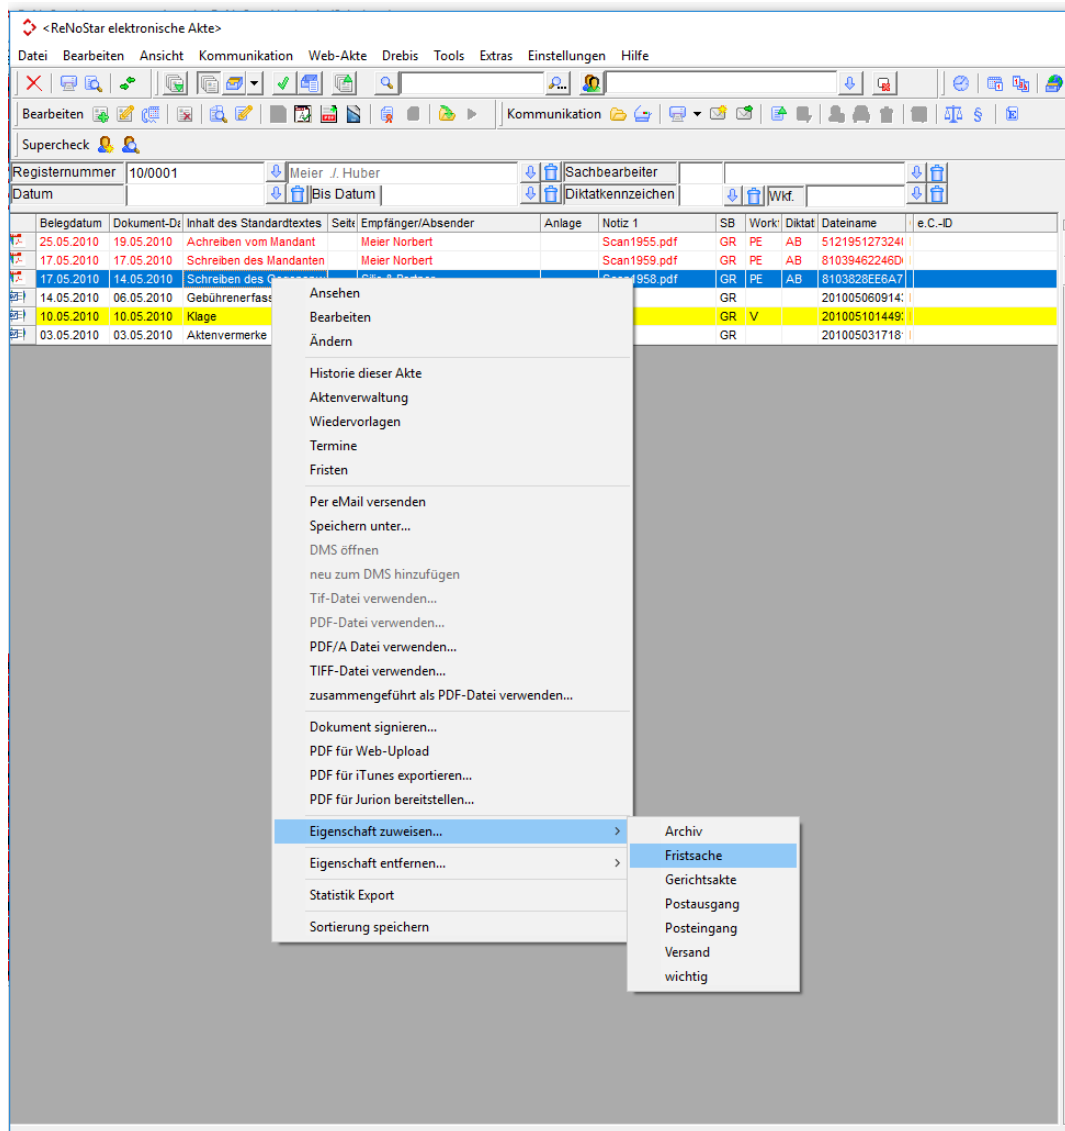 <ReNoStar elektronische Akte>
Datei Bearbeiten Ansicht Kommunikation Web-Akte Drebis Tools Extras Einstellungen Hilfe
Bearbeiten Kommunikation
Supercheck
Registernummer 10/0001 Meier ./. Huber Sachbearbeiter
Datum Bis Datum Diktatkennzeichen Wkf.
Belegdatum Dokument-Da Inhalt des Standardtextes Seite Empfänger/Absender Anlage Notiz 1 SB Work Diktat Dateiname e.C.-ID
25.05.2010 19.05.2010 Achreiben vom Mandant Meier Norbert Scan1955.pdf GR PE AB 512195127324
17.05.2010 17.05.2010 Schreiben des Mandanten Meier Norbert Scan1959.pdf GR PE AB 81039462246D
17.05.2010 14.05.2010 Schreiben des 1958.pdf GR PE AB 8103828EE6A7
14.05.2010 06.05.2010 Gebührenerfass GR 201005060914
10.05.2010 10.05.2010 Klage GR V 201005101449
03.05.2010 03.05.2010 Aktenvermerke GR 201005031718
Ansehen
Bearbeiten
Ändern
Historie dieser Akte
Aktenverwaltung
Wiedervorlagen
Termine
Fristen
Per eMail versenden
Speichern unter...
DMS öffnen
neu zum DMS hinzufügen
Tif-Datei verwenden...
PDF-Datei verwenden...
PDF/A Datei verwenden...
TIFF-Datei verwenden...
zusammengeführt als PDF-Datei verwenden...
Dokument signieren...
PDF für Web-Upload
PDF für iTunes exportieren...
PDF für Jurion bereitstellen...
Eigenschaft zuweisen...
Eigenschaft entfernen...
Statistik Export
Sortierung speichern
Archiv
Fristsache
Gerichtsakte
Postausgang
Posteingang
Versand
wichtig